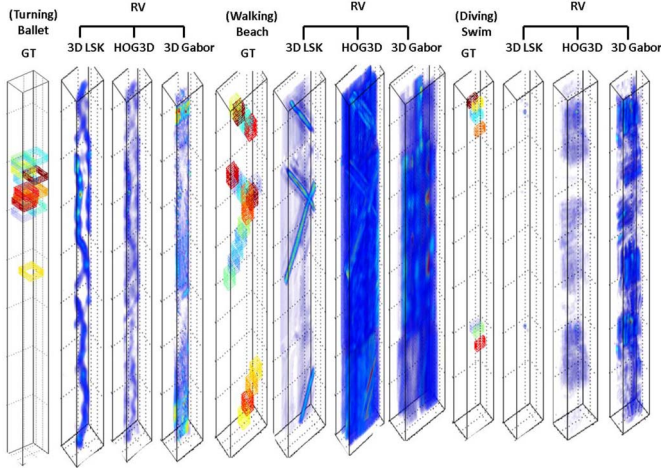 (Turning)
Ballet
GT
RV
3D LSK HOG3D 3D Gabor
(Walking)
Beach
GT
RV
3D LSK HOG3D 3D Gabor
(Diving)
Swim
GT
RV
3D LSK HOG3D 3D Gabor